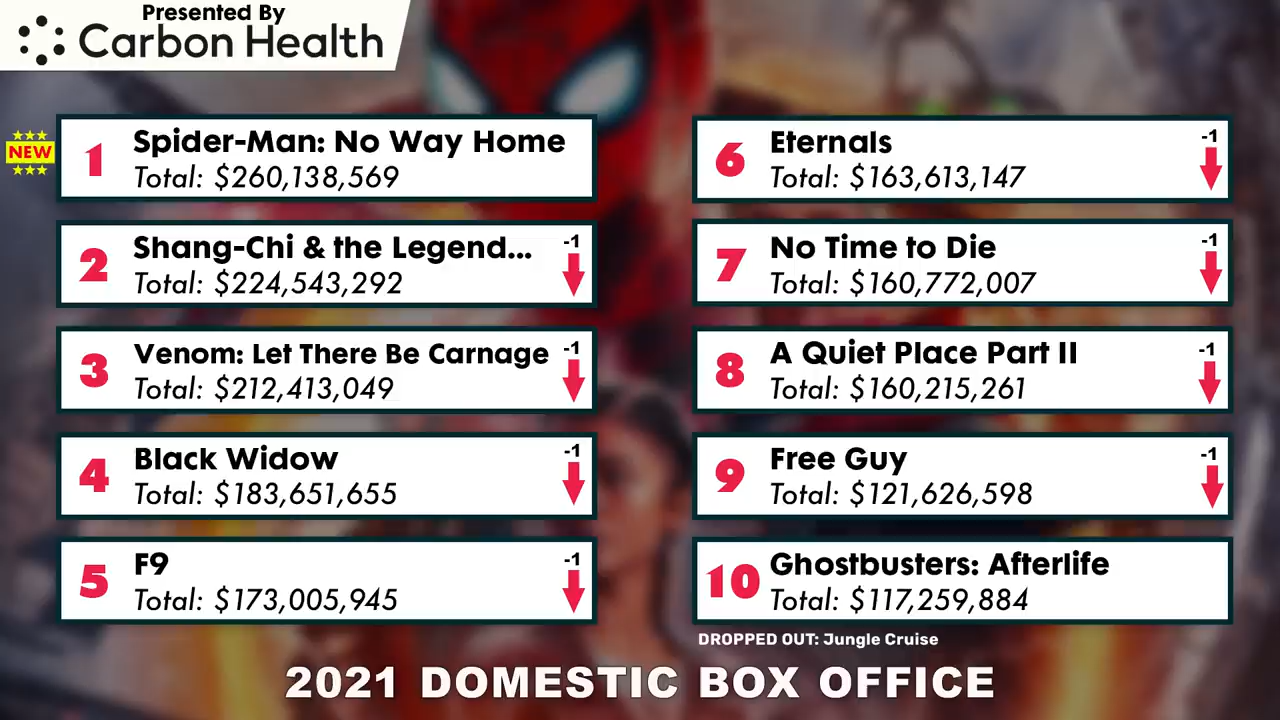 Presented By
Carbon Health
★★★
NEW
★★★
1
Spider-Man: No Way Home
Total: $260,138,569
2
Shang-Chi & the Legend...
Total: $224,543,292
-1
3
Venom: Let There Be Carnage
Total: $212,413,049
-1
4
Black Widow
Total: $183,651,655
-1
5
F9
Total: $173,005,945
-1
6
Eternals
Total: $163,613,147
-1
7
No Time to Die
Total: $160,772,007
-1
8
A Quiet Place Part II
Total: $160,215,261
-1
9
Free Guy
Total: $121,626,598
-1
10
Ghostbusters: Afterlife
Total: $117,259,884
DROPPED OUT: Jungle Cruise
2021 DOMESTIC BOX OFFICE